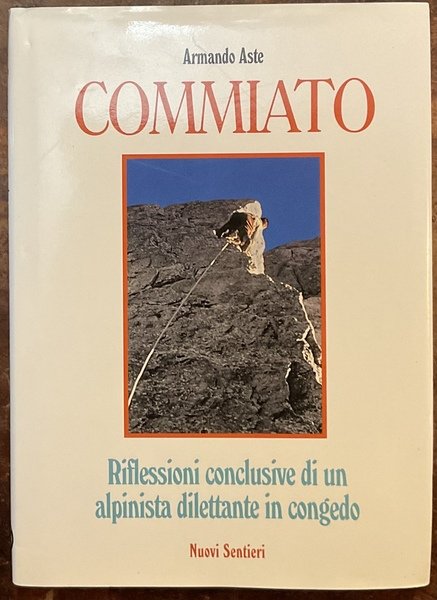 Armando Aste
COMMIATO
Riflessioni conclusive di un
alpinista dilettante in congedo
Nuovi Sentieri